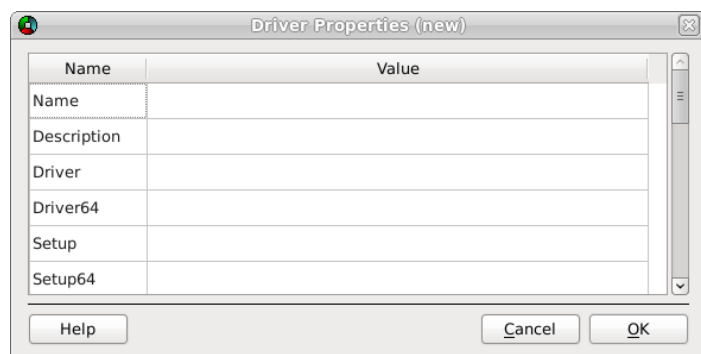 Driver Properties (new)
Name Value
Name
Description
Driver
Driver64
Setup
Setup64
Help Cancel OK